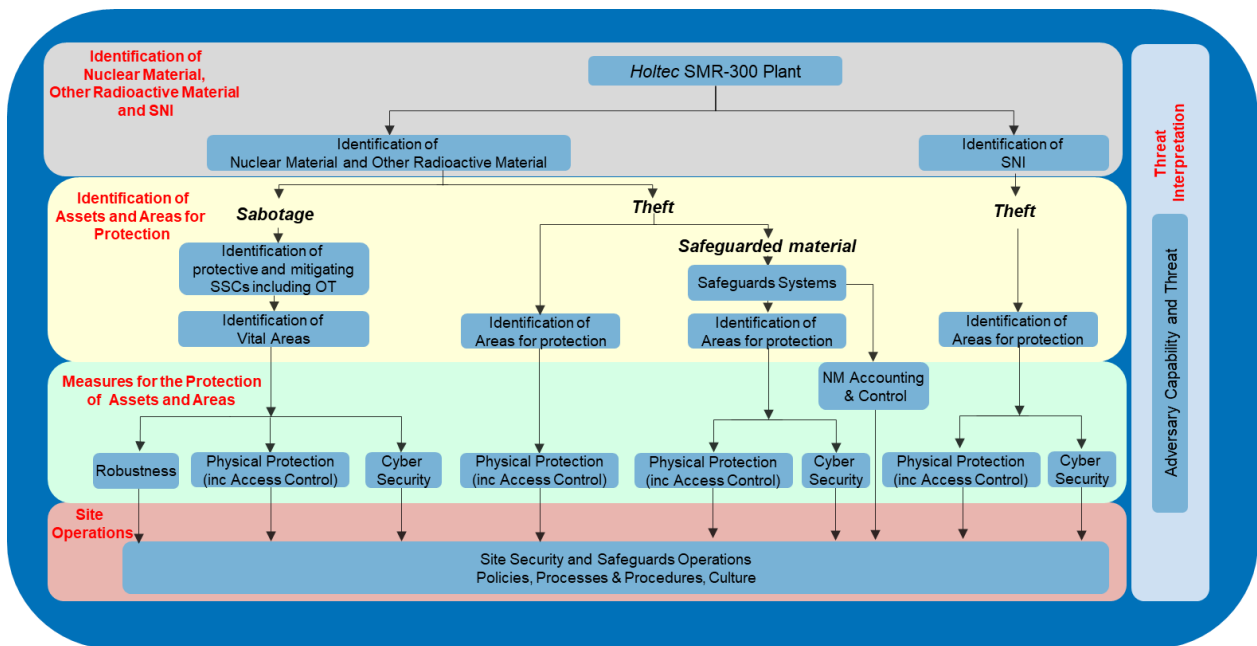 Identification of
Nuclear Material,
Other Radioactive Material
and SNI
Holtec SMR-300 Plant
Identification of
Nuclear Material and Other Radioactive Material
Identification of
SNI
Identification of
Assets and Areas for
Protection
Sabotage
Theft
Theft
Safeguarded material
Identification of
protective and mitigating
SSCs including OT
Safeguards Systems
Identification of
Vital Areas
Identification of
Areas for protection
Identification of
Areas for protection
Identification of
Areas for protection
Measures for the Protection
of Assets and Areas
NM Accounting
& Control
Robustness
Physical Protection
(inc Access Control)
Cyber
Security
Physical Protection
(inc Access Control)
Physical Protection
(inc Access Control)
Cyber
Security
Physical Protection
(inc Access Control)
Cyber
Security
Site
Operations
Site Security and Safeguards Operations
Policies, Processes & Procedures, Culture
Threat
Interpretation
Adversary Capability and Threat